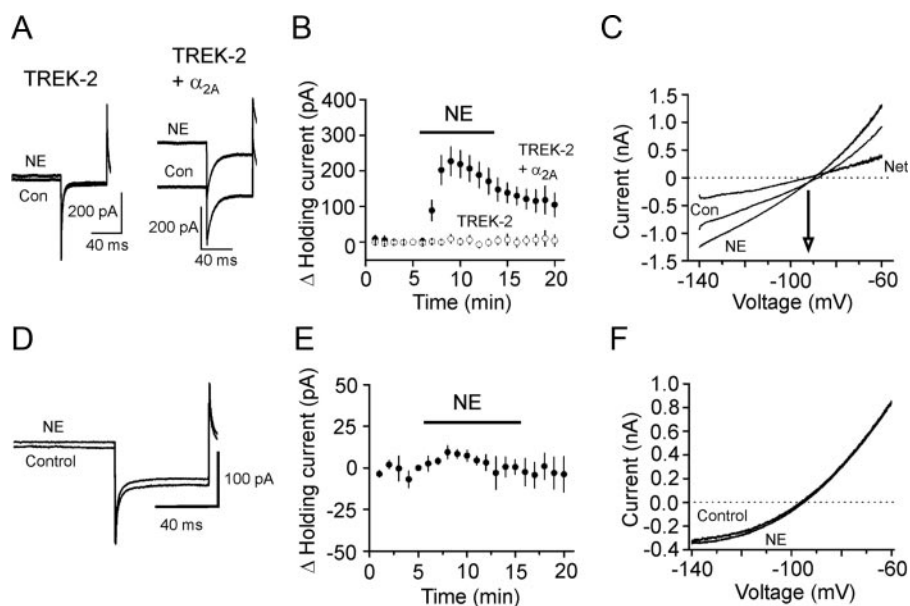 A
TREK-2
NE
Con
200 pA
40 ms
TREK-2
+ α2A
NE
Con
200 pA
40 ms
B
Δ Holding current (pA)
400
300
200
100
0
NE
TREK-2
+ α2A
TREK-2
0 5 10 15 20
Time (min)
C
Current (nA)
1.5
1.0
0.5
0
-0.5
-1.0
-1.5
Net
Con
NE
-140 -100 -60
Voltage (mV)
D
NE
Control
100 pA
40 ms
E
Δ Holding current (pA)
50
25
0
-25
-50
NE
0 5 10 15 20
Time (min)
F
Current (nA)
1.0
0.8
0.6
0.4
0.2
0.0
-0.2
-0.4
Control
NE
-140 -100 -60
Voltage (mV)